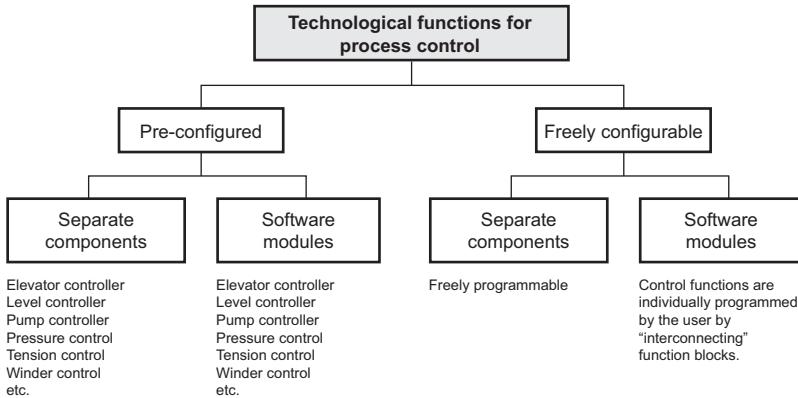 Technological functions for
process control
Pre-configured
Freely configurable
Separate
components
Software
modules
Separate
components
Software
modules
Elevator controller
Level controller
Pump controller
Pressure control
Tension control
Winder control
etc.
Elevator controller
Level controller
Pump controller
Pressure control
Tension control
Winder control
etc.
Freely programmable
Control functions are
individually programmed
by the user by
“interconnecting”
function blocks.